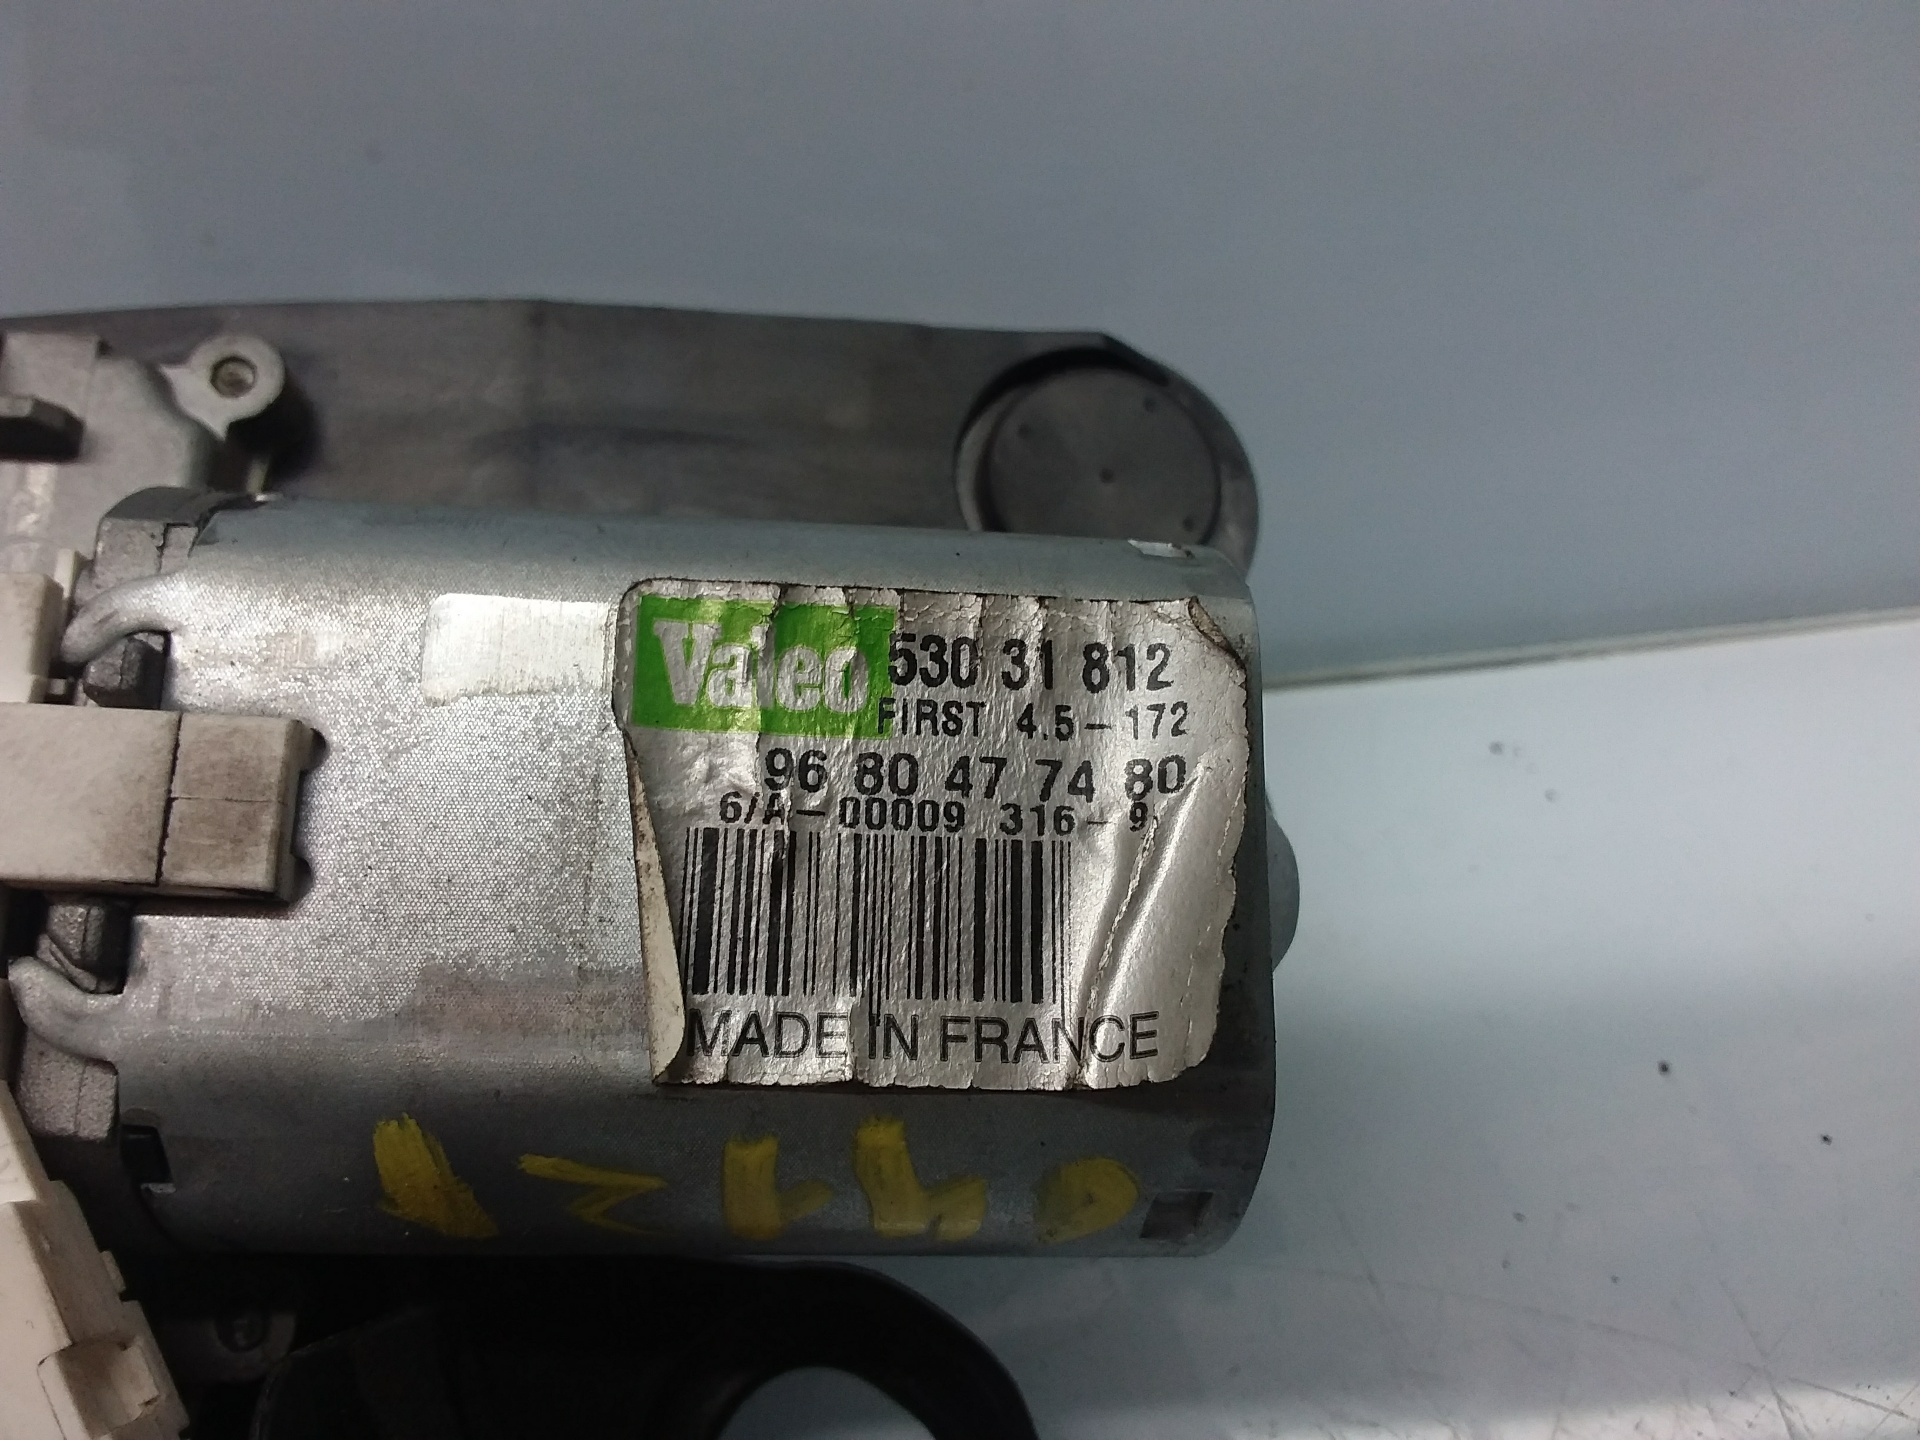 Valeo 530 31 812
FIRST 4.5-172
96 80 47 74 80
6/A-00009 316-9
MADE IN FRANCE